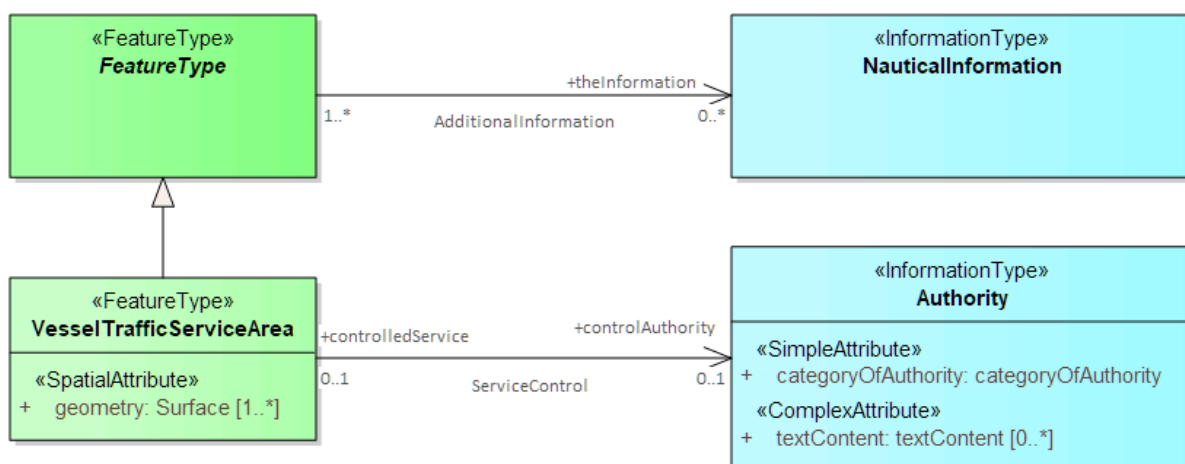 «FeatureType»
FeatureType
«InformationType»
NauticalInformation
+theInformation
1..*
AdditionalInformation
0..*
«FeatureType»
VesselTrafficServiceArea
«SpatialAttribute»
+ geometry: Surface [1..*]
+controlledService
+controlAuthority
0..1
ServiceControl
0..1
«InformationType»
Authority
«SimpleAttribute»
+ categoryOfAuthority: categoryOfAuthority
«ComplexAttribute»
+ textContent: textContent [0..*]